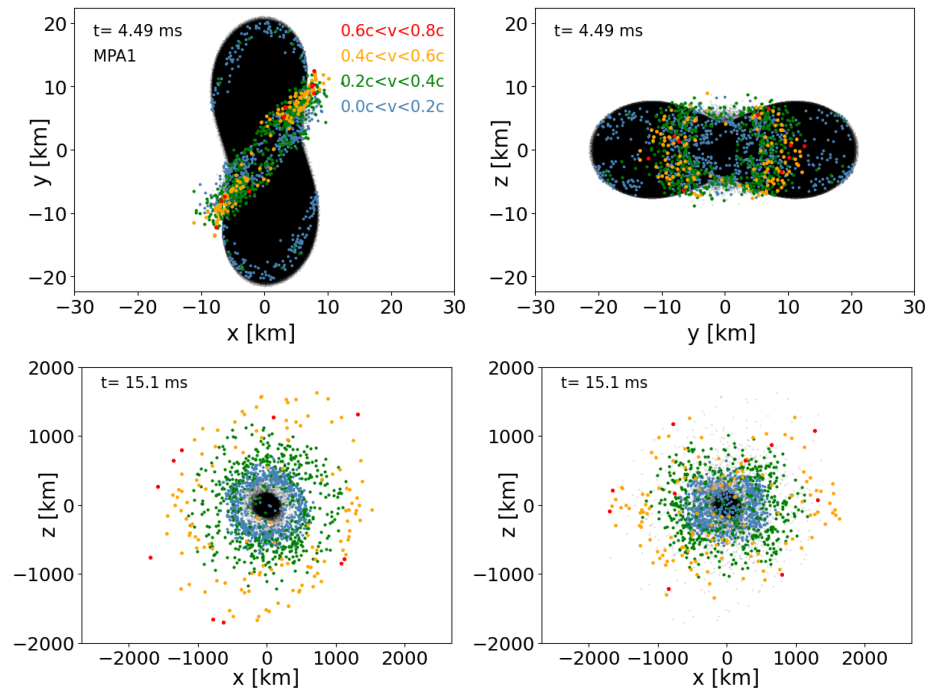 t= 4.49 ms
MPA1
0.6c<v<0.8c
0.4c<v<0.6c
0.2c<v<0.4c
0.0c<v<0.2c
20
10
0
−10
−20
y [km]
−30
−20
−10
0
10
20
30
x [km]
t= 4.49 ms
20
10
0
−10
−20
z [km]
−30
−20
−10
0
10
20
30
y [km]
t= 15.1 ms
2000
1000
0
−1000
−2000
z [km]
−2000
−1000
0
1000
2000
x [km]
t= 15.1 ms
2000
1000
0
−1000
−2000
z [km]
−2000
−1000
0
1000
2000
x [km]